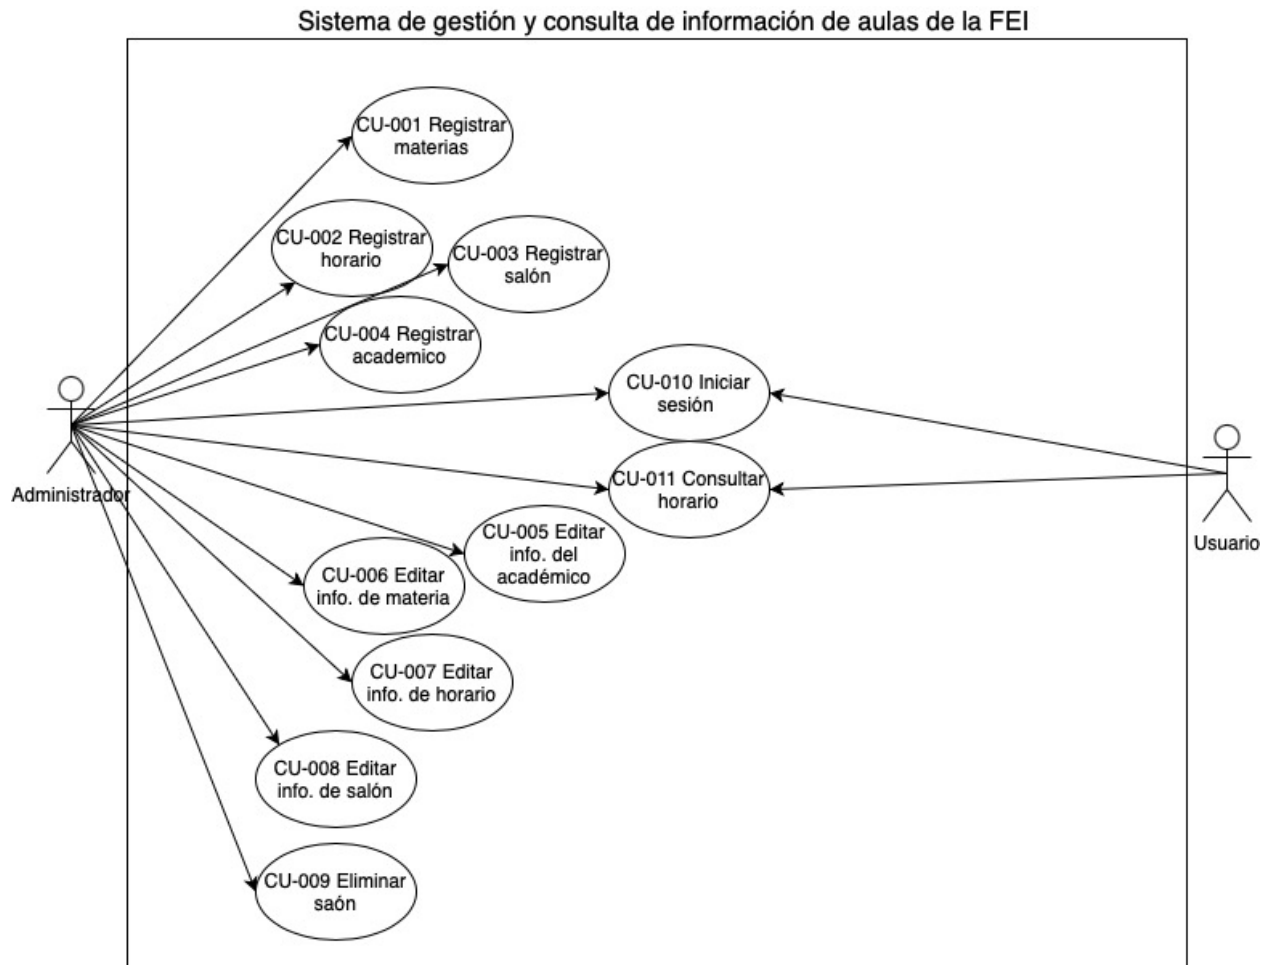 Sistema de gestión y consulta de información de aulas de la FEI
CU-001 Registrar
materias
CU-002 Registrar
horario
CU-003 Registrar
salón
CU-004 Registrar
academico
CU-010 Iniciar
sesión
CU-011 Consultar
horario
Administrador
Usuario
CU-005 Editar
info. del
académico
CU-006 Editar
info. de materia
CU-007 Editar
info. de horario
CU-008 Editar
info. de salón
CU-009 Eliminar
saón